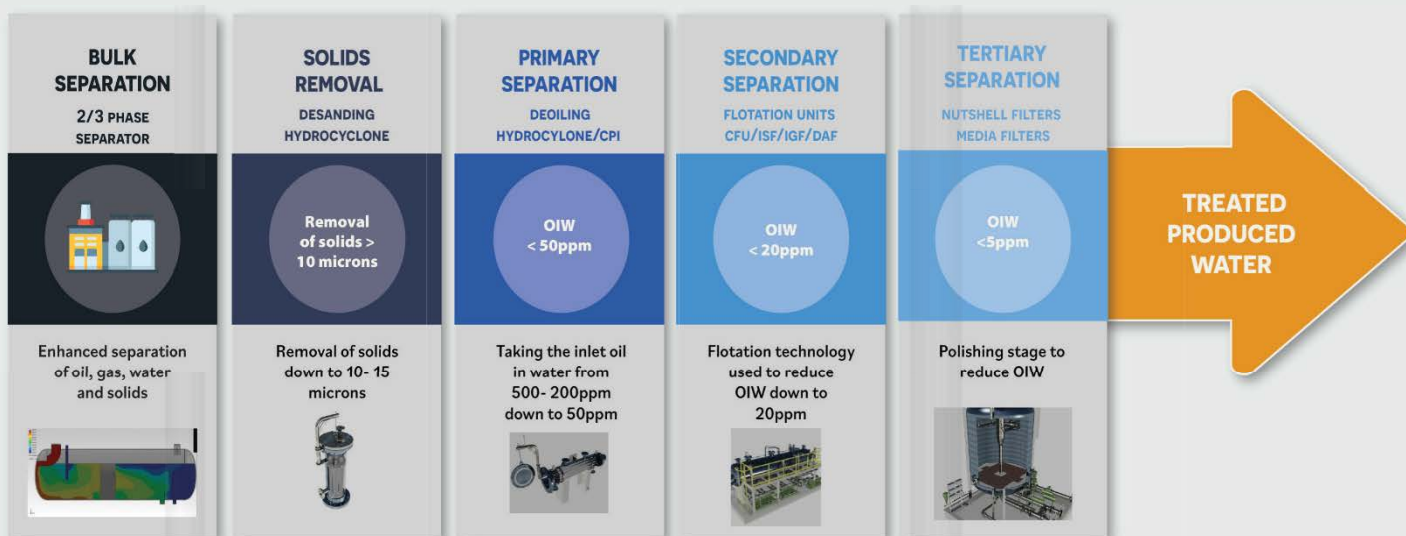 BULK
SEPARATION
2/3 PHASE
SEPARATOR
Enhanced separation
of oil, gas, water
and solids
SOLIDS
REMOVAL
DESANDING
HYDROCYCLONE
Removal
of solids >
10 microns
Removal of solids
down to 10- 15
microns
PRIMARY
SEPARATION
DEOILING
HYDROCYLONE/CPI
OIW
< 50ppm
Taking the inlet oil
in water from
500- 200ppm
down to 50ppm
SECONDARY
SEPARATION
FLOTATION UNITS
CFU/ISF/IGF/DAF
OIW
< 20ppm
Flotation technology
used to reduce
OIW down to
20ppm
TERTIARY
SEPARATION
NUTSHELL FILTERS
MEDIA FILTERS
OIW
<5ppm
Polishing stage to
reduce OIW
TREATED
PRODUCED
WATER